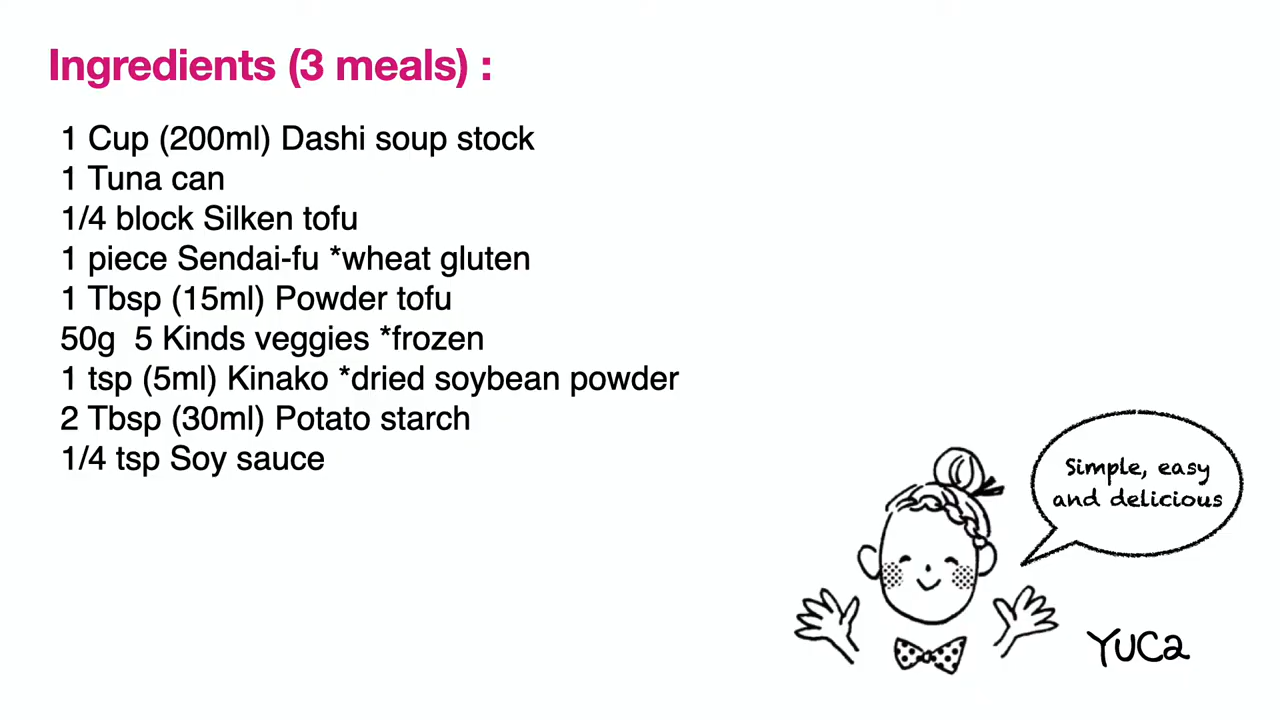 Ingredients (3 meals) :
1 Cup (200ml) Dashi soup stock
1 Tuna can
1/4 block Silken tofu
1 piece Sendai-fu *wheat gluten
1 Tbsp (15ml) Powder tofu
50g  5 Kinds veggies *frozen
1 tsp (5ml) Kinako *dried soybean powder
2 Tbsp (30ml) Potato starch
1/4 tsp Soy sauce
Simple, easy
and delicious
YUCa